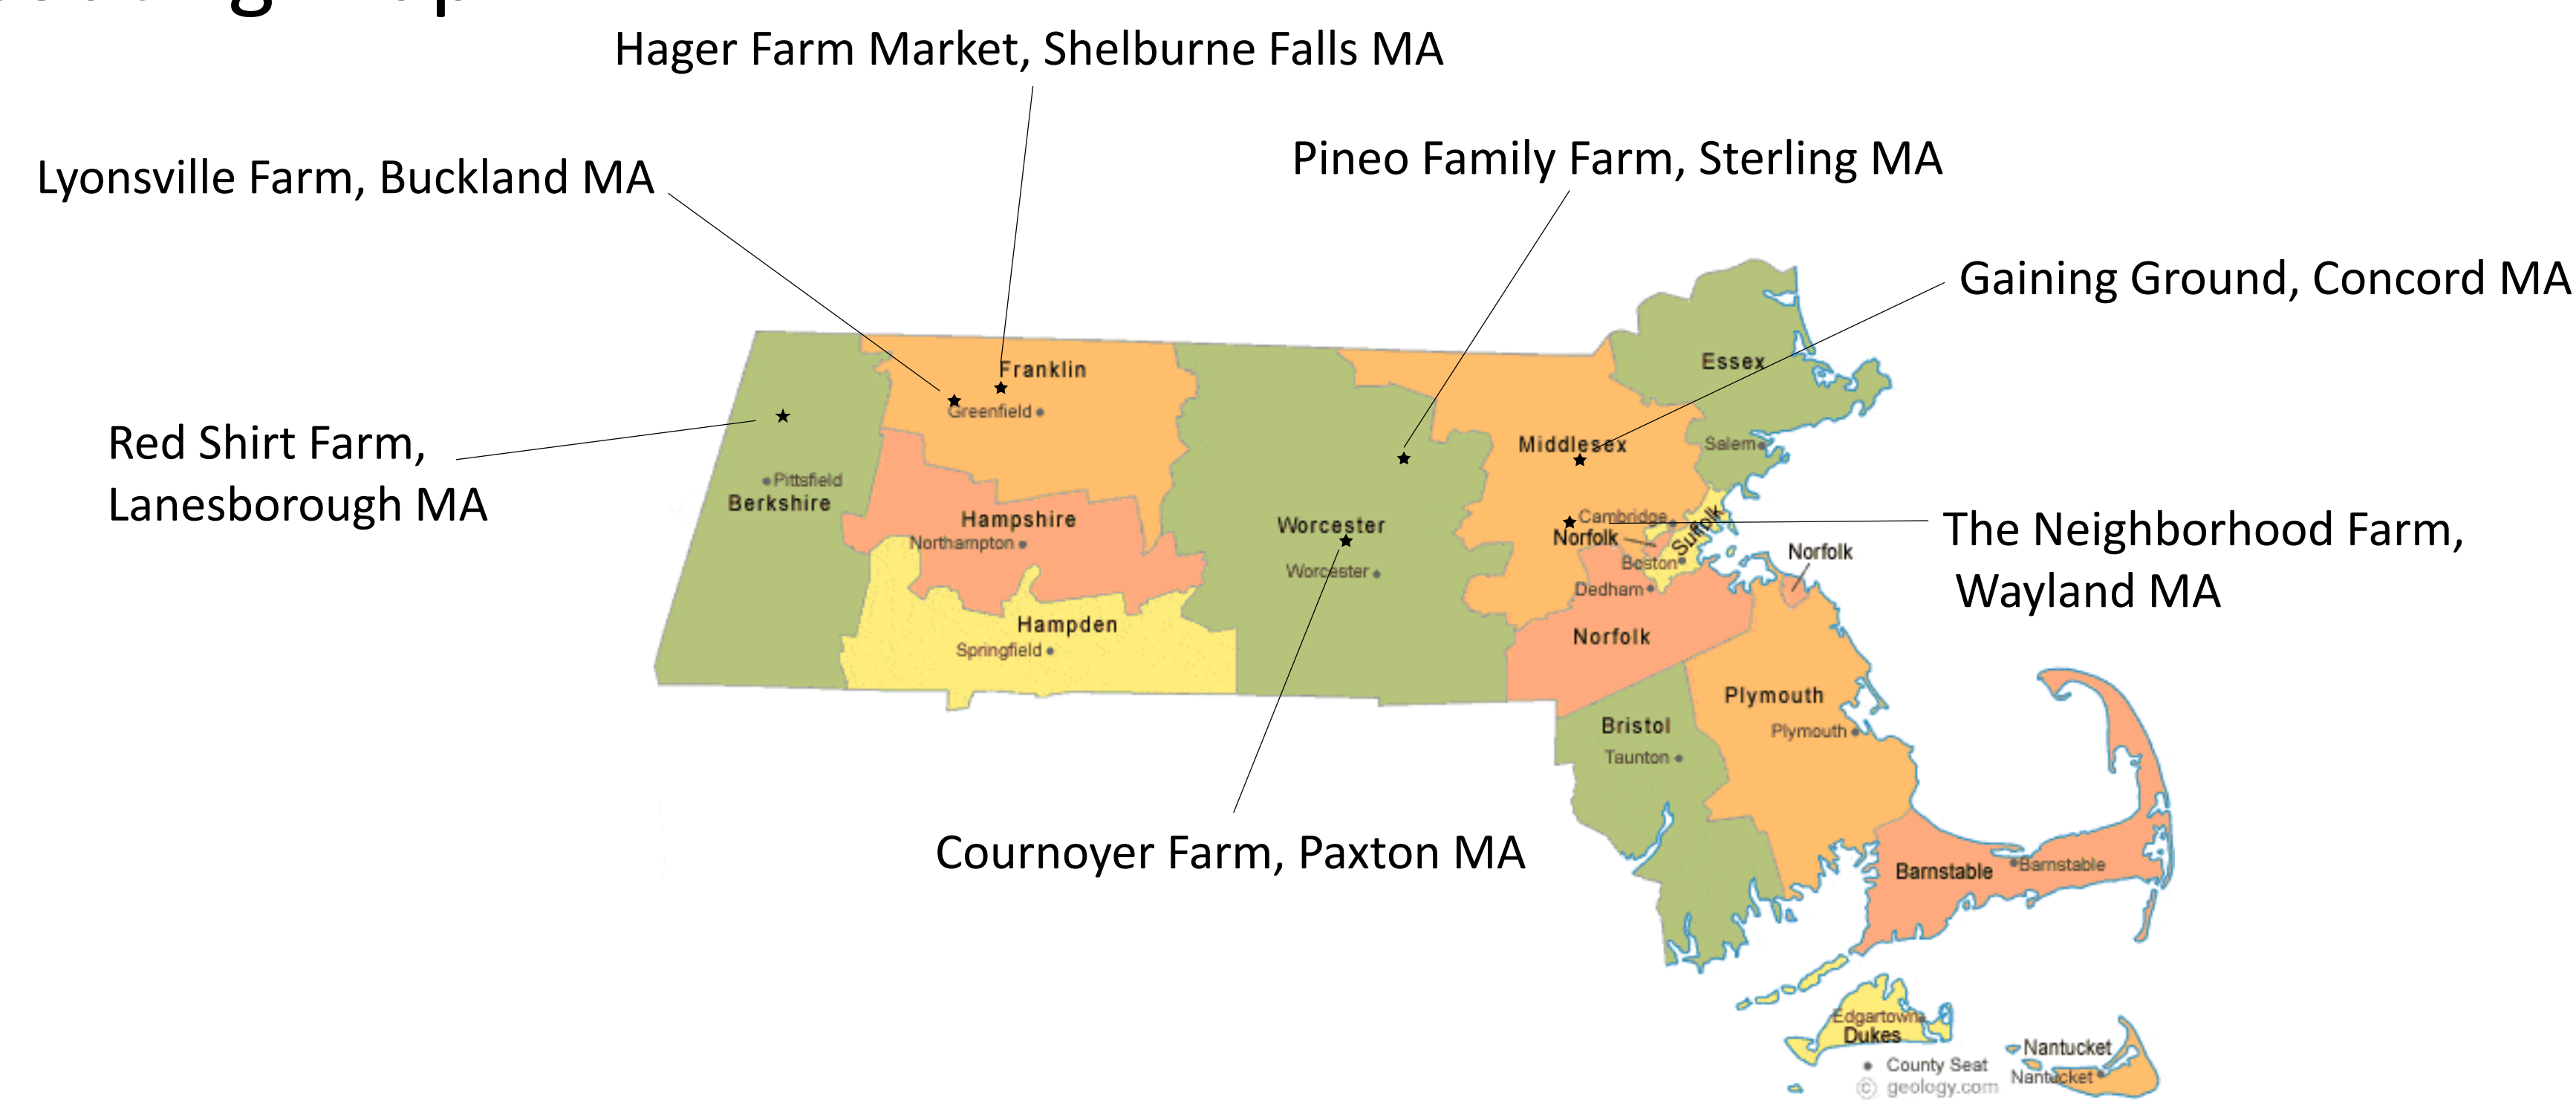 Hager Farm Market, Shelburne Falls MA
Pineo Family Farm, Sterling MA
Lyonsville Farm, Buckland MA
Gaining Ground, Concord MA
Essex
Franklin
Greenfield
Red Shirt Farm,
Lanesborough MA
Middlesex
Salem
Pittsfield
Berkshire
Hampshire
Northampton
Worcester
Worcester
Cambridge
Norfolk
Suffolk
Boston
Norfolk
The Neighborhood Farm,
Wayland MA
Dedham
Hampden
Springfield
Norfolk
Plymouth
Plymouth
Bristol
Taunton
Cournoyer Farm, Paxton MA
Barnstable
Barnstable
Edgartown
Dukes
Nantucket
Nantucket
County Seat
© geology.com